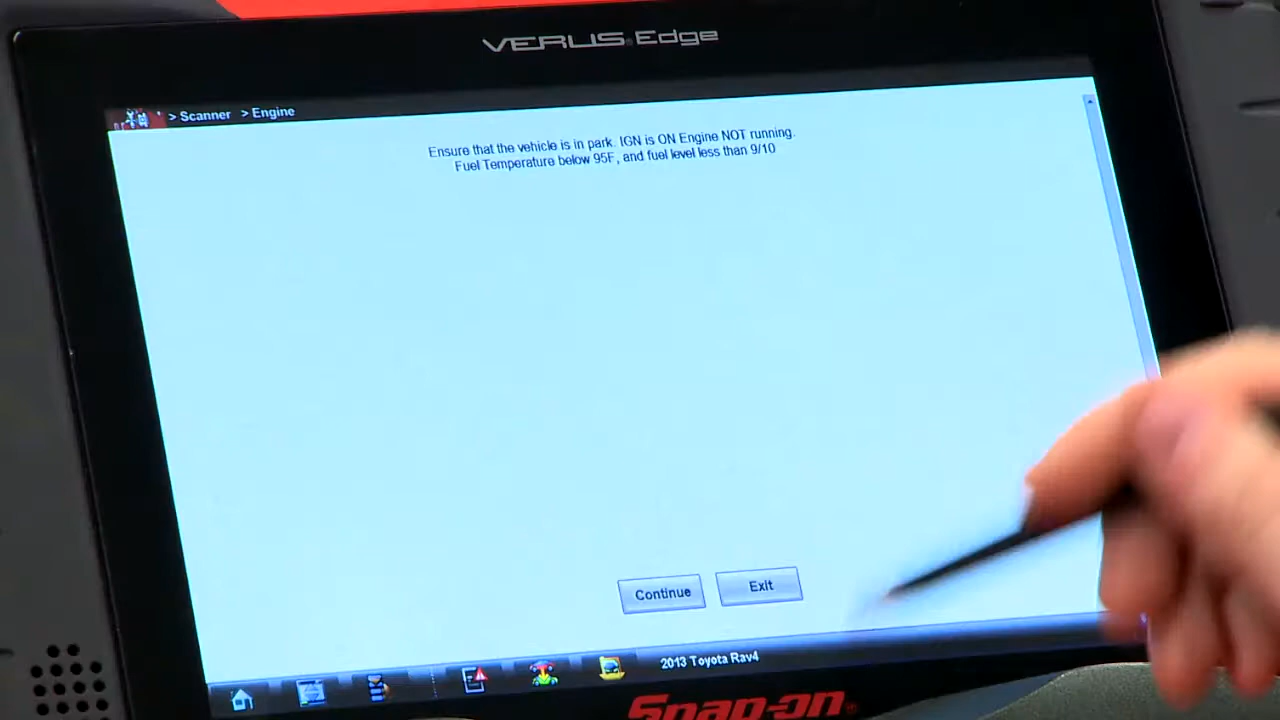 VERUS Edge
> Scanner > Engine
Ensure that the vehicle is in park. IGN is ON Engine NOT running.
Fuel Temperature below 95F, and fuel level less than 9/10
Continue Exit
2013 Toyota Rav4
Snap-on